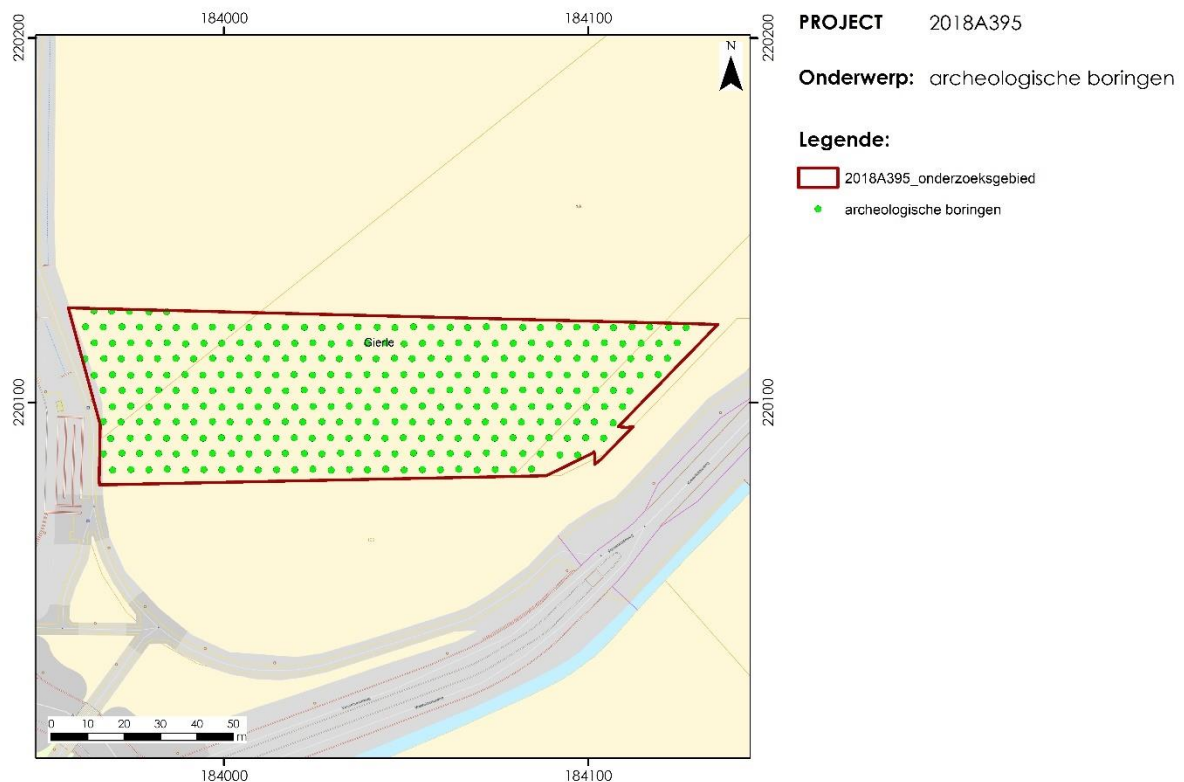 184000 184100
220200 220200
N
PROJECT 2018A395
Onderwerp: archeologische boringen
Legende:
2018A395_onderzoeksgebied
archeologische boringen
Gierle
220100 220100
0 10 20 30 40 50
m
184000 184100